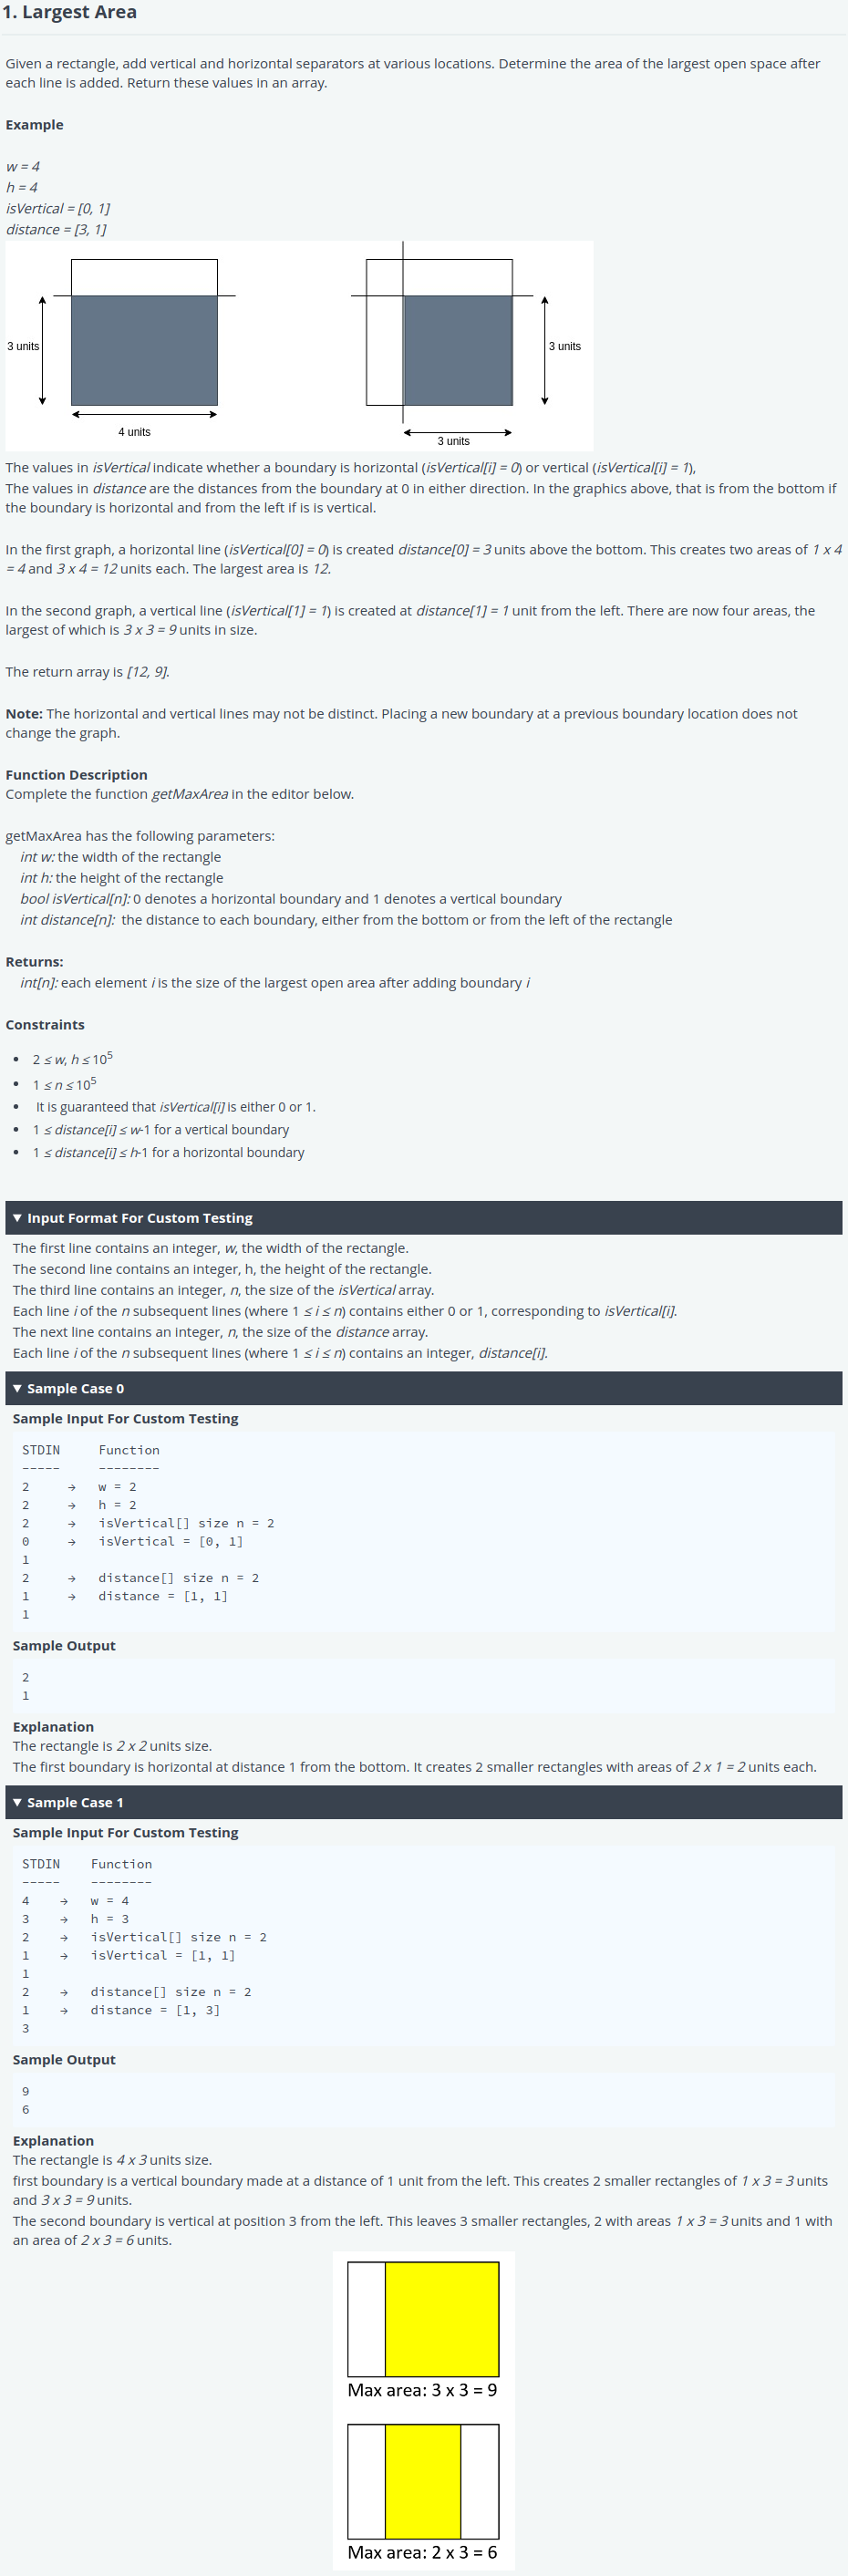 1. Largest Area
Given a rectangle, add vertical and horizontal separators at various locations. Determine the area of the largest open space after
each line is added. Return these values in an array.
Example
w = 4
h = 4
isVertical = [0, 1]
distance = [3, 1]
3 units
3 units
4 units
3 units
The values in isVertical indicate whether a boundary is horizontal (isVertical[i] = 0) or vertical (isVertical[i] = 1),
The values in distance are the distances from the boundary at 0 in either direction. In the graphics above, that is from the bottom if
the boundary is horizontal and from the left if is is vertical.
In the first graph, a horizontal line (isVertical[0] = 0) is created distance[0] = 3 units above the bottom. This creates two areas of 1 x 4
= 4 and 3 x 4 = 12 units each. The largest area is 12.
In the second graph, a vertical line (isVertical[1] = 1) is created at distance[1] = 1 unit from the left. There are now four areas, the
largest of which is 3 x 3 = 9 units in size.
The return array is [12, 9].
Note: The horizontal and vertical lines may not be distinct. Placing a new boundary at a previous boundary location does not
change the graph.
Function Description
Complete the function getMaxArea in the editor below.
getMaxArea has the following parameters:
int w: the width of the rectangle
int h: the height of the rectangle
bool isVertical[n]: 0 denotes a horizontal boundary and 1 denotes a vertical boundary
int distance[n]: the distance to each boundary, either from the bottom or from the left of the rectangle
Returns:
int[n]: each element i is the size of the largest open area after adding boundary i
Constraints
• 2 ≤ w, h ≤ 10⁵
• 1 ≤ n ≤ 10⁵
• It is guaranteed that isVertical[i] is either 0 or 1.
• 1 ≤ distance[i] ≤ w-1 for a vertical boundary
• 1 ≤ distance[i] ≤ h-1 for a horizontal boundary
▼ Input Format For Custom Testing
The first line contains an integer, w, the width of the rectangle.
The second line contains an integer, h, the height of the rectangle.
The third line contains an integer, n, the size of the isVertical array.
Each line i of the n subsequent lines (where 1 ≤ i ≤ n) contains either 0 or 1, corresponding to isVertical[i].
The next line contains an integer, n, the size of the distance array.
Each line i of the n subsequent lines (where 1 ≤ i ≤ n) contains an integer, distance[i].
▼ Sample Case 0
Sample Input For Custom Testing
STDIN Function
----- --------
2 → w = 2
2 → h = 2
2 → isVertical[] size n = 2
0 → isVertical = [0, 1]
1
2 → distance[] size n = 2
1 → distance = [1, 1]
1
Sample Output
2
1
Explanation
The rectangle is 2 x 2 units size.
The first boundary is horizontal at distance 1 from the bottom. It creates 2 smaller rectangles with areas of 2 x 1 = 2 units each.
▼ Sample Case 1
Sample Input For Custom Testing
STDIN Function
----- --------
4 → w = 4
3 → h = 3
2 → isVertical[] size n = 2
1 → isVertical = [1, 1]
1
2 → distance[] size n = 2
1 → distance = [1, 3]
3
Sample Output
9
6
Explanation
The rectangle is 4 x 3 units size.
first boundary is a vertical boundary made at a distance of 1 unit from the left. This creates 2 smaller rectangles of 1 x 3 = 3 units
and 3 x 3 = 9 units.
The second boundary is vertical at position 3 from the left. This leaves 3 smaller rectangles, 2 with areas 1 x 3 = 3 units and 1 with
an area of 2 x 3 = 6 units.
Max area: 3 x 3 = 9
Max area: 2 x 3 = 6